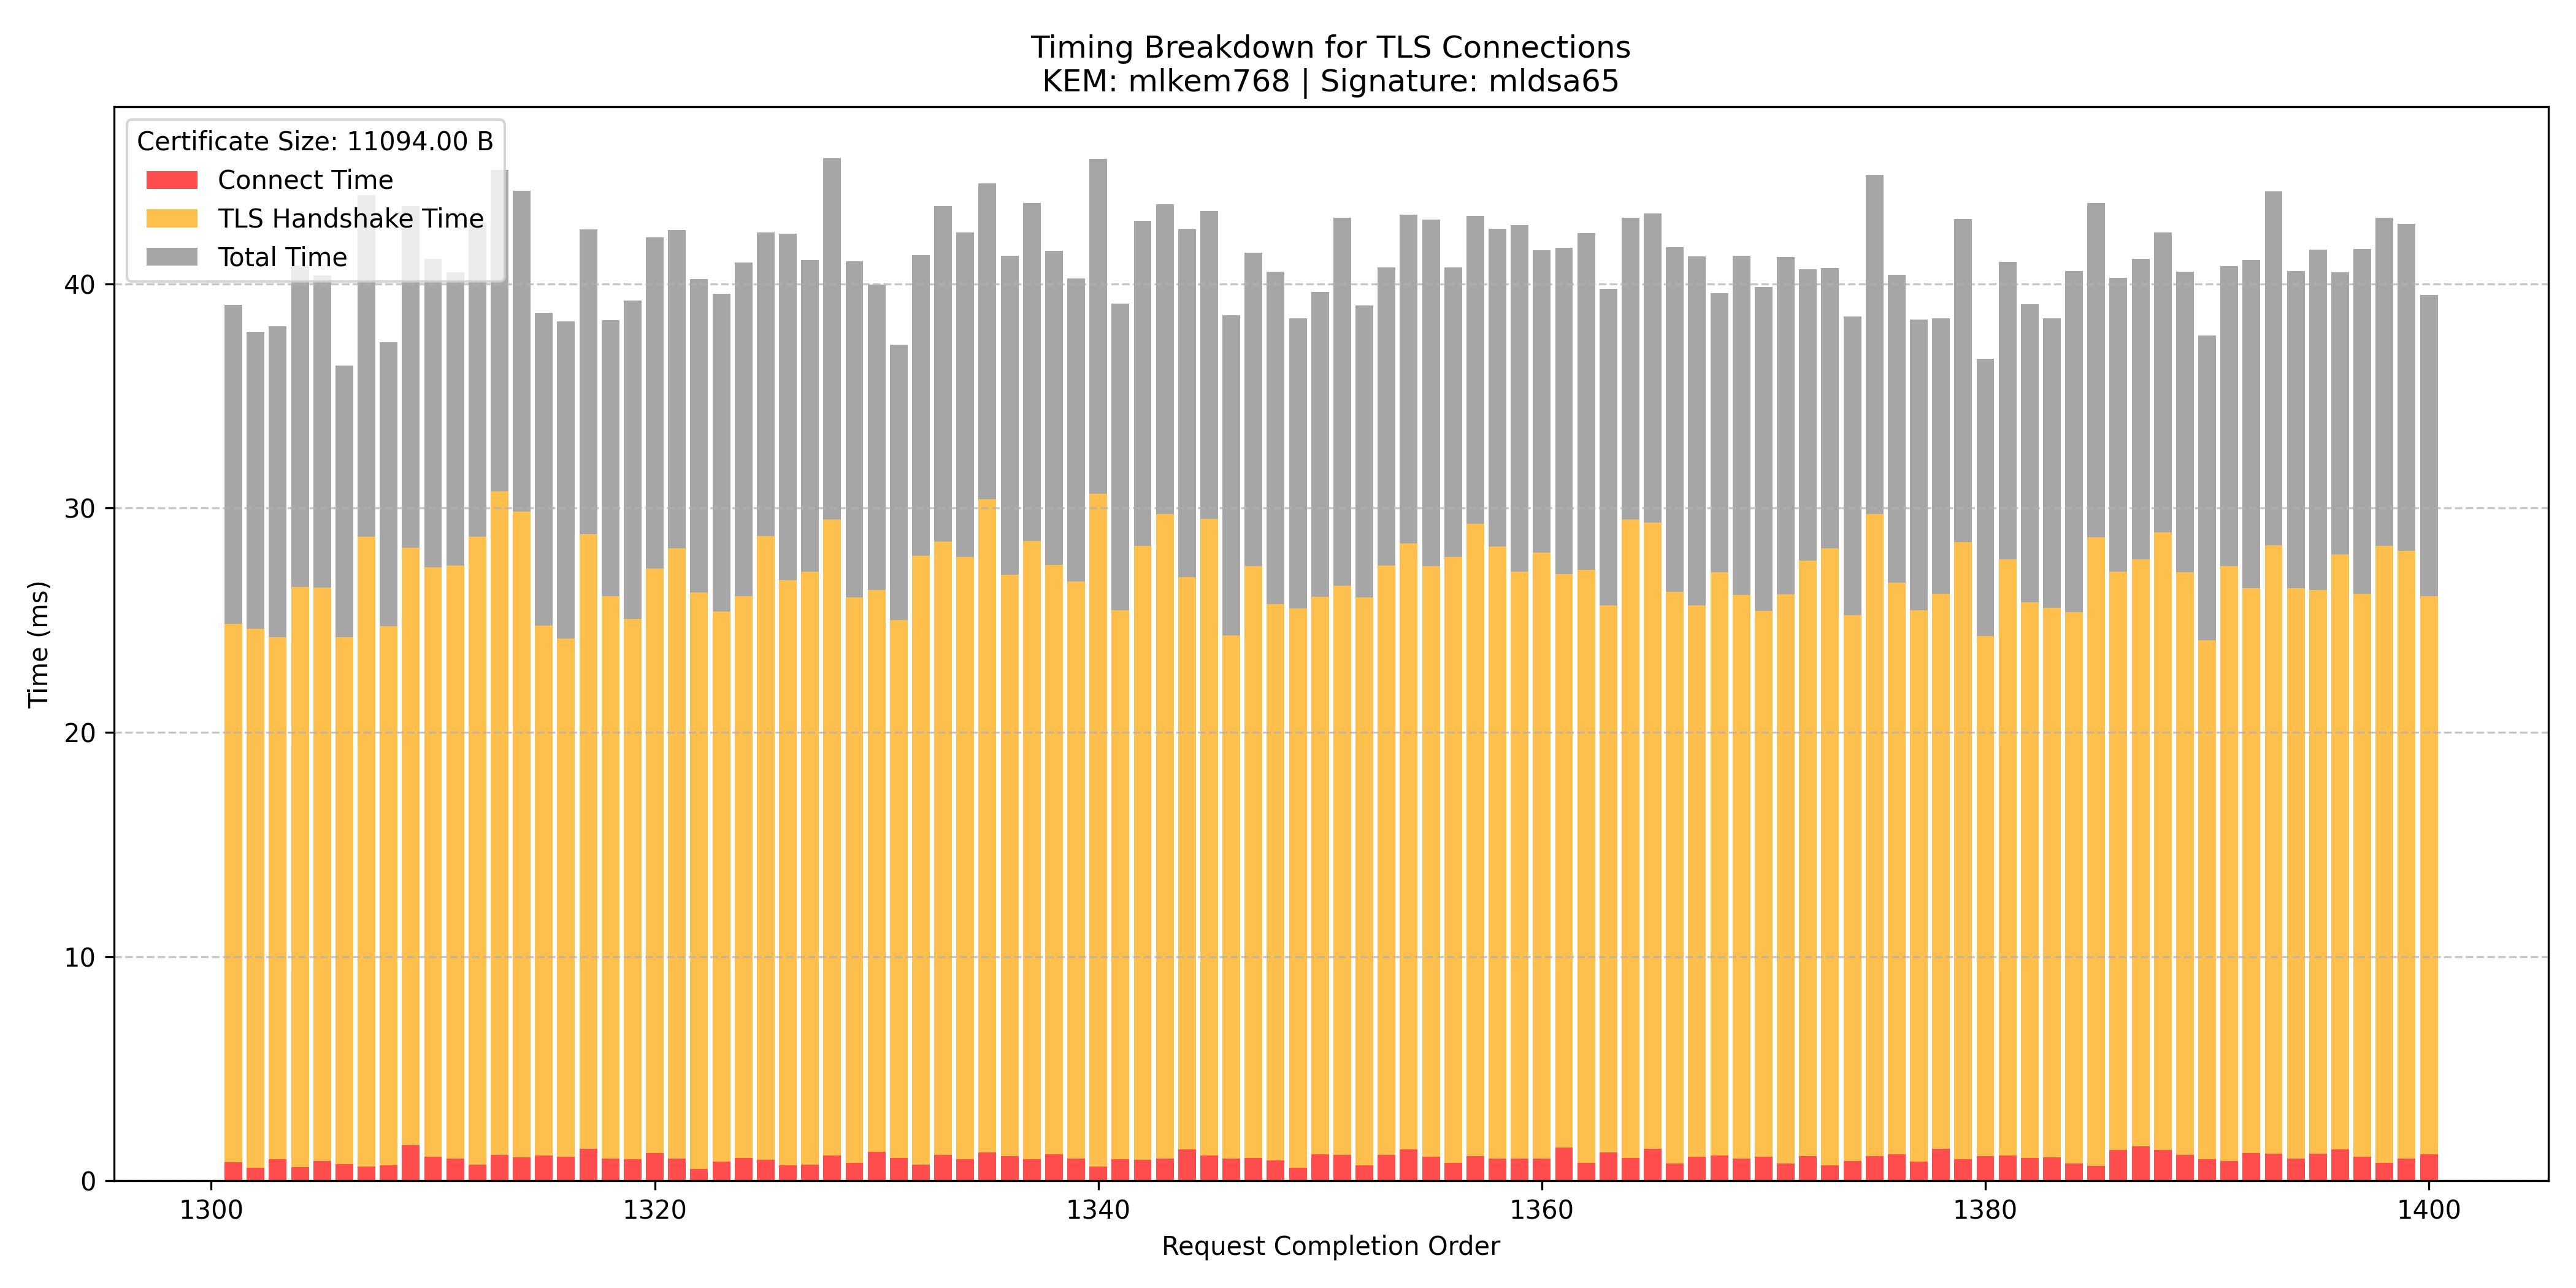 Timing Breakdown for TLS Connections
KEM: mlkem768 | Signature: mldsa65
Certificate Size: 11094.00 B
Connect Time
TLS Handshake Time
Total Time
Time (ms)
40
30
20
10
0
1300 1320 1340 1360 1380 1400
Request Completion Order